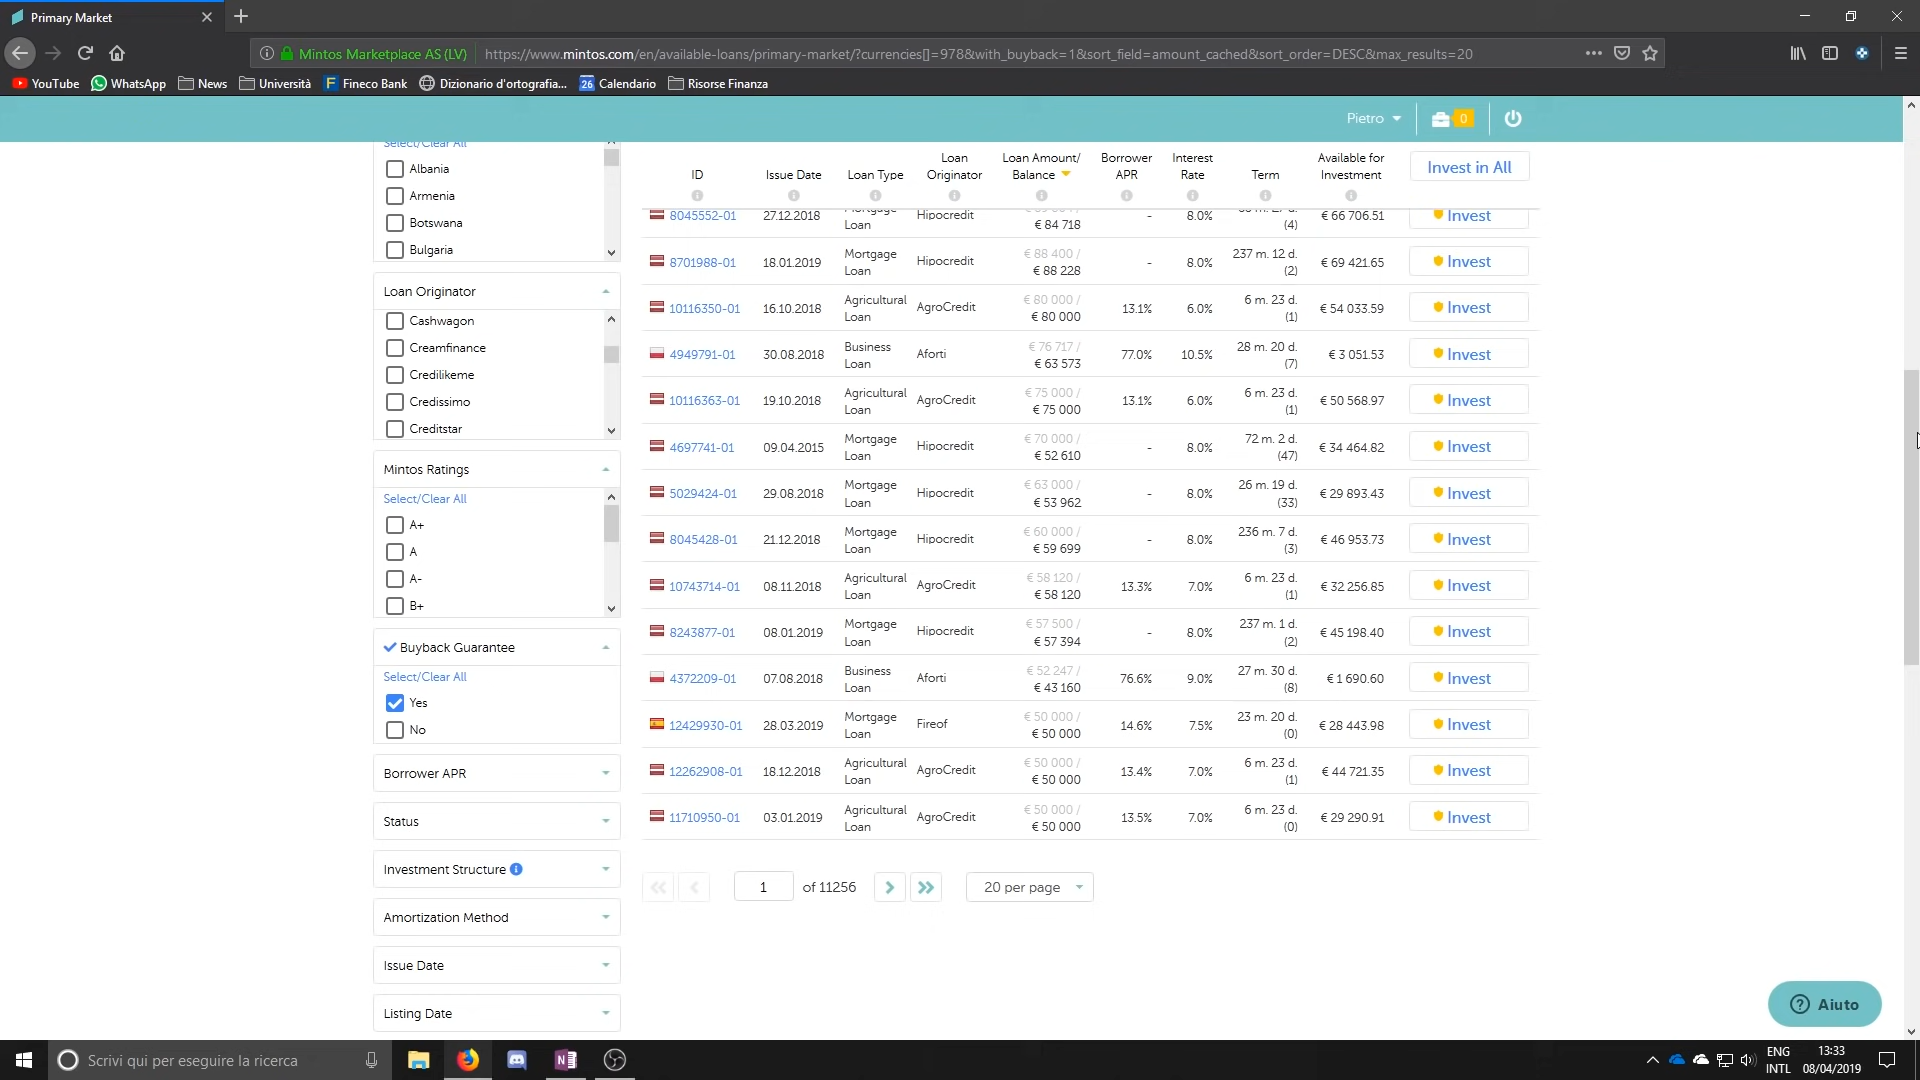 Primary Market
Mintos Marketplace AS (LV)
https://www.mintos.com/en/available-loans/primary-market/?currencies[]=978&with_buyback=1&sort_field=amount_cached&sort_order=DESC&max_results=20
YouTube WhatsApp News Università Fineco Bank Dizionario d'ortografia... 26 Calendario Risorse Finanza
Pietro 0
Select/Clear All
Albania
Armenia
Botswana
Bulgaria
Loan Originator
Cashwagon
Creamfinance
Credilikeme
Credissimo
Creditstar
Mintos Ratings
Select/Clear All
A+
A
A-
B+
Buyback Guarantee
Select/Clear All
Yes
No
Borrower APR
Status
Investment Structure
Amortization Method
Issue Date
Listing Date
ID Issue Date Loan Type Loan Originator Loan Amount/ Balance Borrower APR Interest Rate Term Available for Investment Invest in All
8045552-01 27.12.2018 Mortgage Loan Hipocredit € 84 718 - 8.0% (4) € 66 706.51 Invest
8701988-01 18.01.2019 Mortgage Loan Hipocredit € 88 400 / € 88 228 - 8.0% 237 m. 12 d. (2) € 69 421.65 Invest
10116350-01 16.10.2018 Agricultural Loan AgroCredit € 80 000 / € 80 000 13.1% 6.0% 6 m. 23 d. (1) € 54 033.59 Invest
4949791-01 30.08.2018 Business Loan Aforti € 76 717 / € 63 573 77.0% 10.5% 28 m. 20 d. (7) € 3 051.53 Invest
10116363-01 19.10.2018 Agricultural Loan AgroCredit € 75 000 / € 75 000 13.1% 6.0% 6 m. 23 d. (1) € 50 568.97 Invest
4697741-01 09.04.2015 Mortgage Loan Hipocredit € 70 000 / € 52 610 - 8.0% 72 m. 2 d. (47) € 34 464.82 Invest
5029424-01 29.08.2018 Mortgage Loan Hipocredit € 63 000 / € 53 962 - 8.0% 26 m. 19 d. (33) € 29 893.43 Invest
8045428-01 21.12.2018 Mortgage Loan Hipocredit € 60 000 / € 59 699 - 8.0% 236 m. 7 d. (3) € 46 953.73 Invest
10743714-01 08.11.2018 Agricultural Loan AgroCredit € 58 120 / € 58 120 13.3% 7.0% 6 m. 23 d. (1) € 32 256.85 Invest
8243877-01 08.01.2019 Mortgage Loan Hipocredit € 57 500 / € 57 394 - 8.0% 237 m. 1 d. (2) € 45 198.40 Invest
4372209-01 07.08.2018 Business Loan Aforti € 52 247 / € 43 160 76.6% 9.0% 27 m. 30 d. (8) € 1 690.60 Invest
12429930-01 28.03.2019 Mortgage Loan Fireof € 50 000 / € 50 000 14.6% 7.5% 23 m. 20 d. (0) € 28 443.98 Invest
12262908-01 18.12.2018 Agricultural Loan AgroCredit € 50 000 / € 50 000 13.4% 7.0% 6 m. 23 d. (1) € 44 721.35 Invest
11710950-01 03.01.2019 Agricultural Loan AgroCredit € 50 000 / € 50 000 13.5% 7.0% 6 m. 23 d. (0) € 29 290.91 Invest
1 of 11256 20 per page
Aiuto
Scrivi qui per eseguire la ricerca
ENG 13:33
INTL 08/04/2019